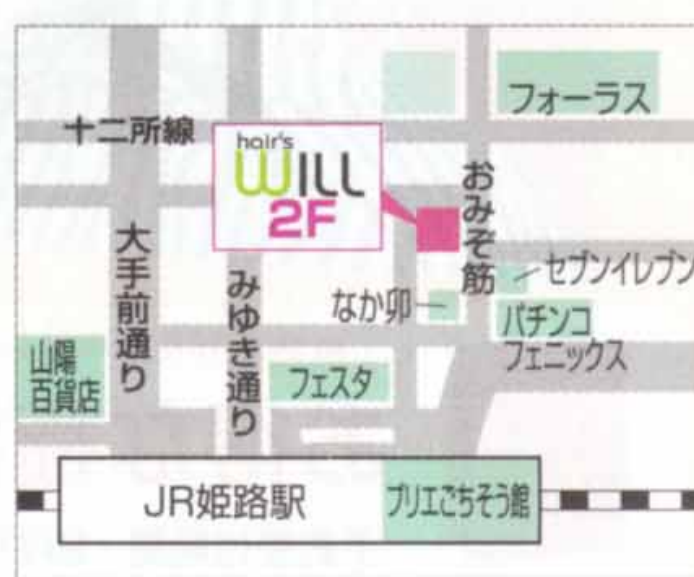 フォーラス
十二所線
hair's
WILL
2F
おみぞ筋
大手前通り
みゆき通り
セブンイレブン
なか卯
パチンコ
フェニックス
山陽
百貨店
フェスタ
JR姫路駅
プリエごちそう館